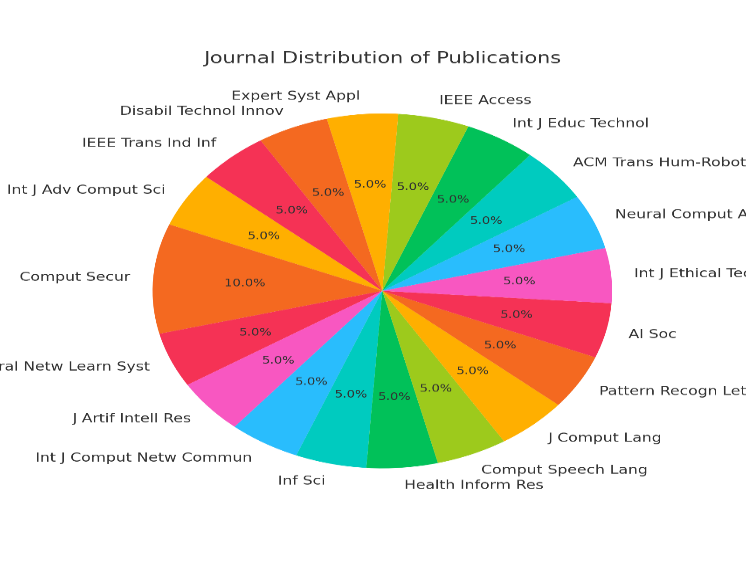 Journal Distribution of Publications
Expert Syst Appl
IEEE Access
Disabil Technol Innov
Int J Educ Technol
IEEE Trans Ind Inf
ACM Trans Hum-Robot
Int J Adv Comput Sci
Neural Comput
Comput Secur
Int J Ethical
AI Soc
Netw Learn Syst
Pattern Recogn Let
J Artif Intell Res
J Comput Lang
Int J Comput Netw Commun
Comput Speech Lang
Inf Sci
Health Inform Res
5.0%
5.0%
5.0%
5.0%
5.0%
5.0%
5.0%
5.0%
5.0%
5.0%
10.0%
5.0%
5.0%
5.0%
5.0%
5.0%
5.0%
5.0%
5.0%